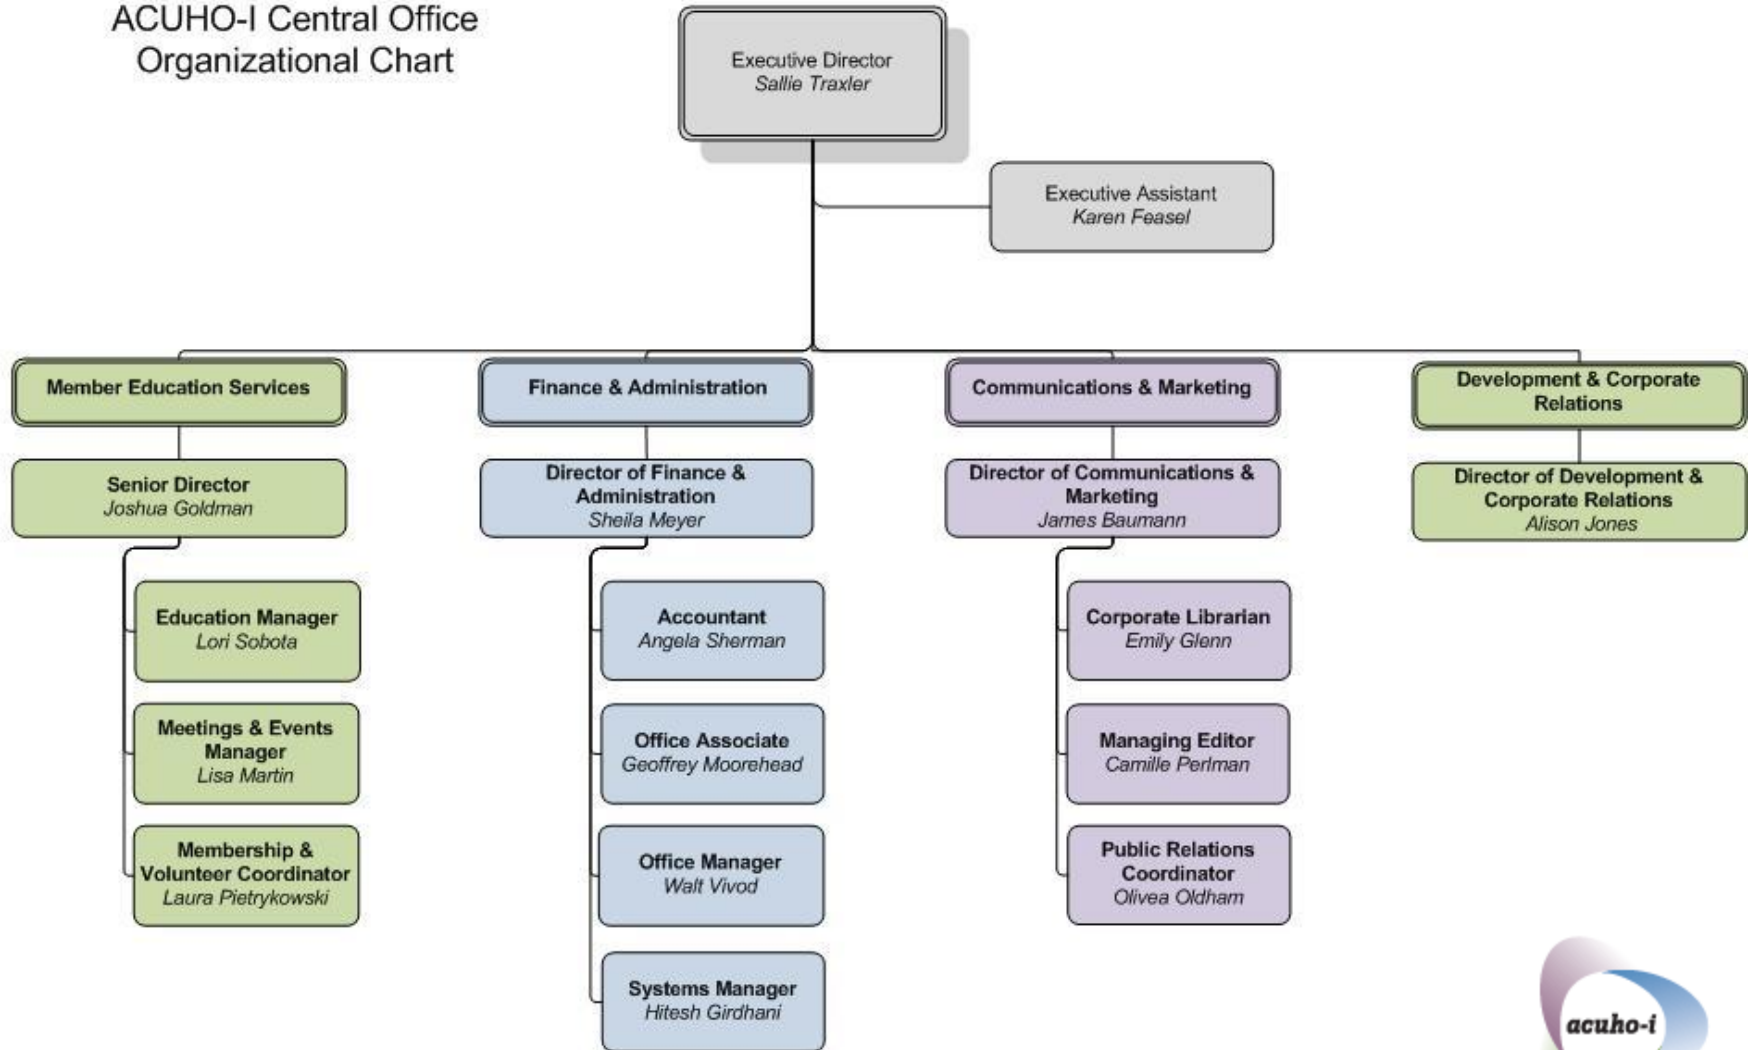 ACUHO-I Central Office
Organizational Chart
Executive Director
Sallie Traxler
Executive Assistant
Karen Feasel
Member Education Services
Senior Director
Joshua Goldman
Education Manager
Lori Sobota
Meetings & Events
Manager
Lisa Martin
Membership &
Volunteer Coordinator
Laura Pietrykowski
Finance & Administration
Director of Finance &
Administration
Sheila Meyer
Accountant
Angela Sherman
Office Associate
Geoffrey Moorehead
Office Manager
Walt Vivod
Systems Manager
Hitesh Girdhani
Communications & Marketing
Director of Communications &
Marketing
James Baumann
Corporate Librarian
Emily Glenn
Managing Editor
Camille Perlman
Public Relations
Coordinator
Olivea Oldham
Development & Corporate
Relations
Director of Development &
Corporate Relations
Alison Jones
acuho-i